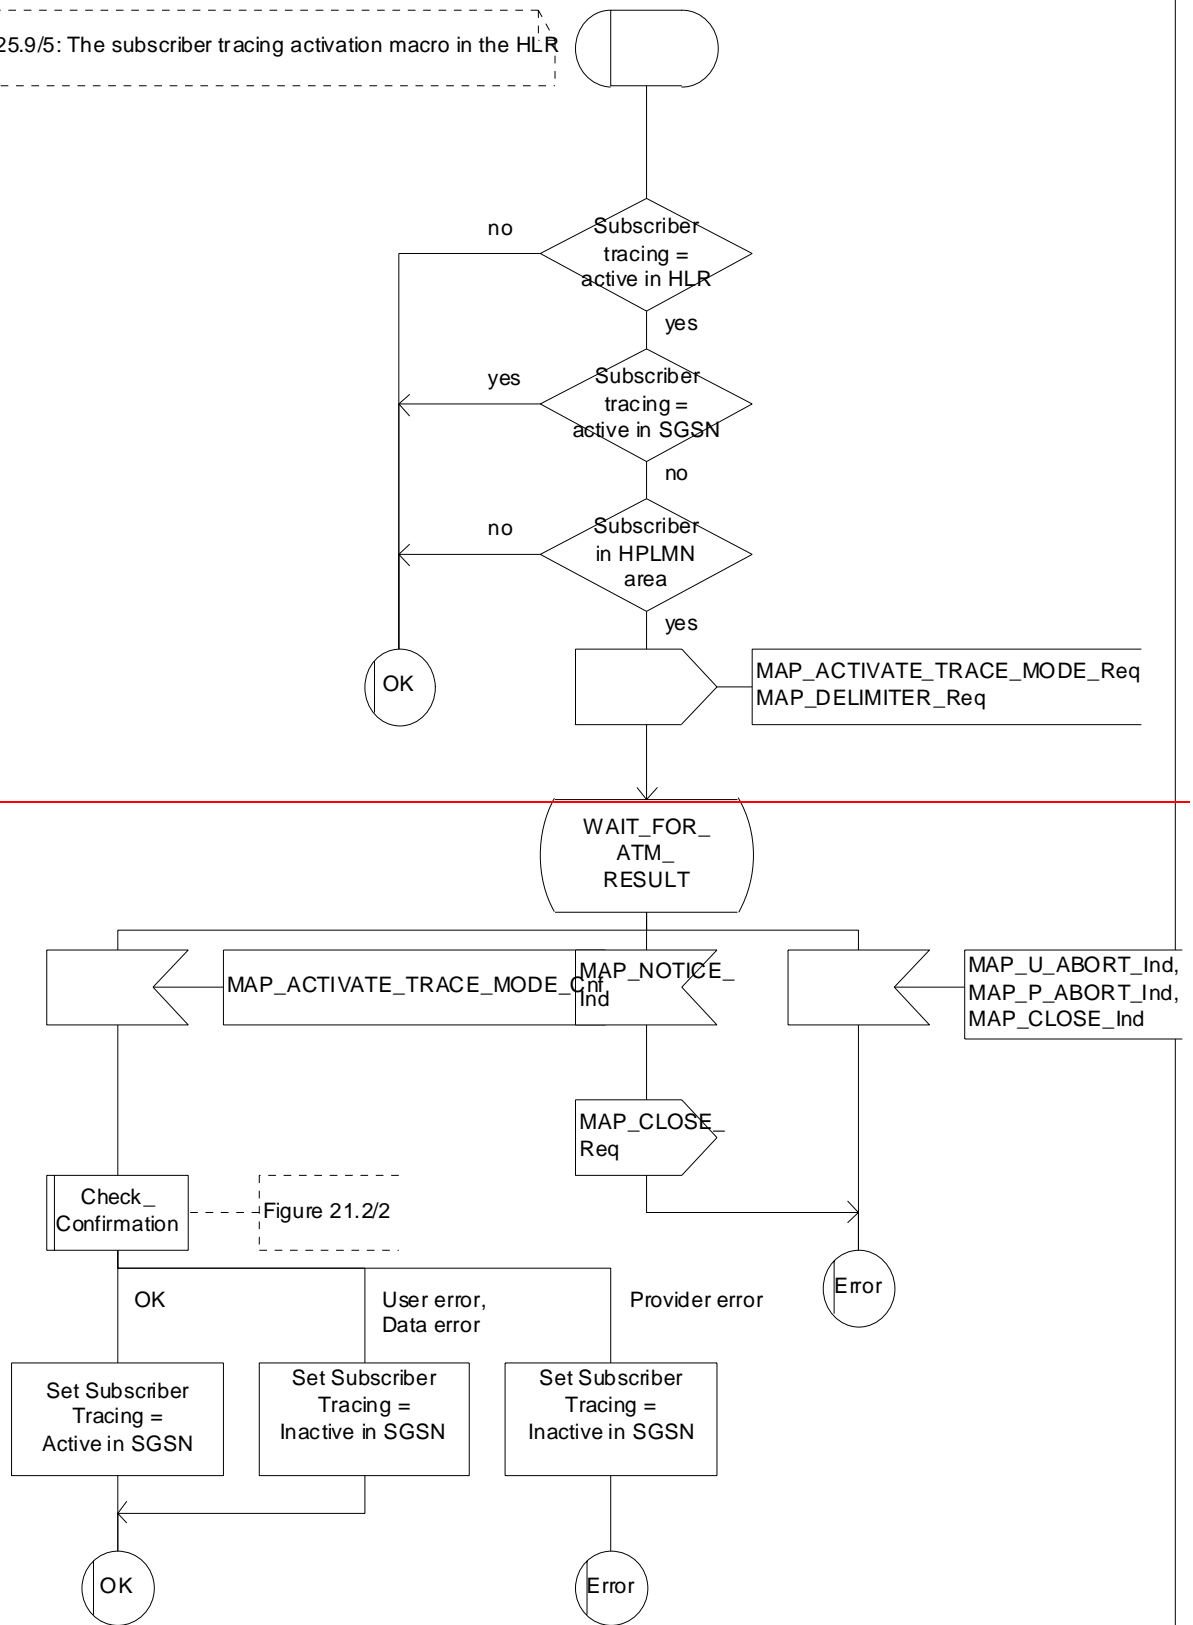 25.9/5: The subscriber tracing activation macro in the HLR
no
Subscriber
tracing =
active in HLR
yes
yes
Subscriber
tracing =
active in SGSN
no
no
Subscriber
in HPLMN
area
yes
OK
MAP_ACTIVATE_TRACE_MODE_Req
MAP_DELIMITER_Req
WAIT_FOR_
ATM_
RESULT
MAP_ACTIVATE_TRACE_MODE_Cnf
MAP_NOTICE_
Ind
MAP_U_ABORT_Ind,
MAP_P_ABORT_Ind,
MAP_CLOSE_Ind
MAP_CLOSE_
Req
Check_
Confirmation
Figure 21.2/2
Error
OK
User error,
Data error
Provider error
Set Subscriber
Tracing =
Active in SGSN
Set Subscriber
Tracing =
Inactive in SGSN
Set Subscriber
Tracing =
Inactive in SGSN
OK
Error